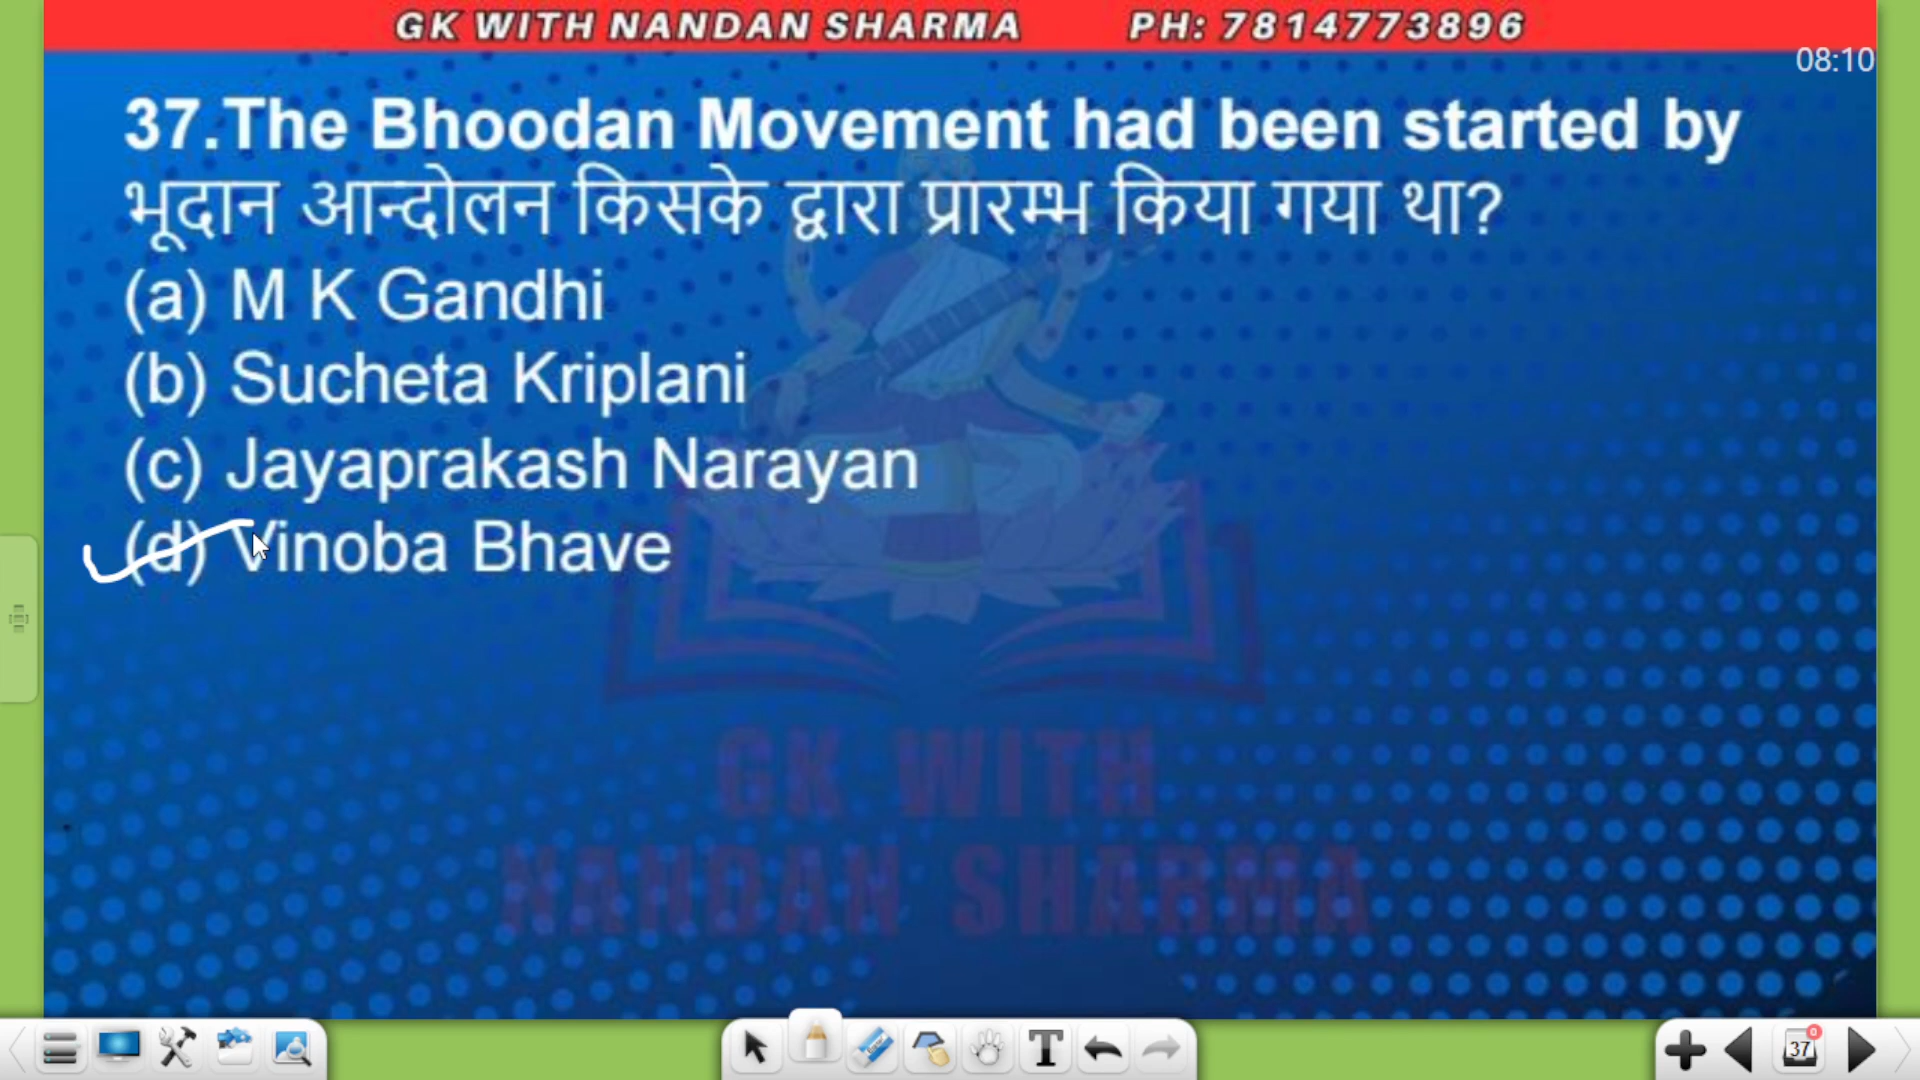 GK WITH NANDAN SHARMA PH: 7814773896
08:10
37.The Bhoodan Movement had been started by
भूदान आन्दोलन किसके द्वारा प्रारम्भ किया गया था?
(a) M K Gandhi
(b) Sucheta Kriplani
(c) Jayaprakash Narayan
(d) Vinoba Bhave
GK WITH
NANDAN SHARMA
T
37
0